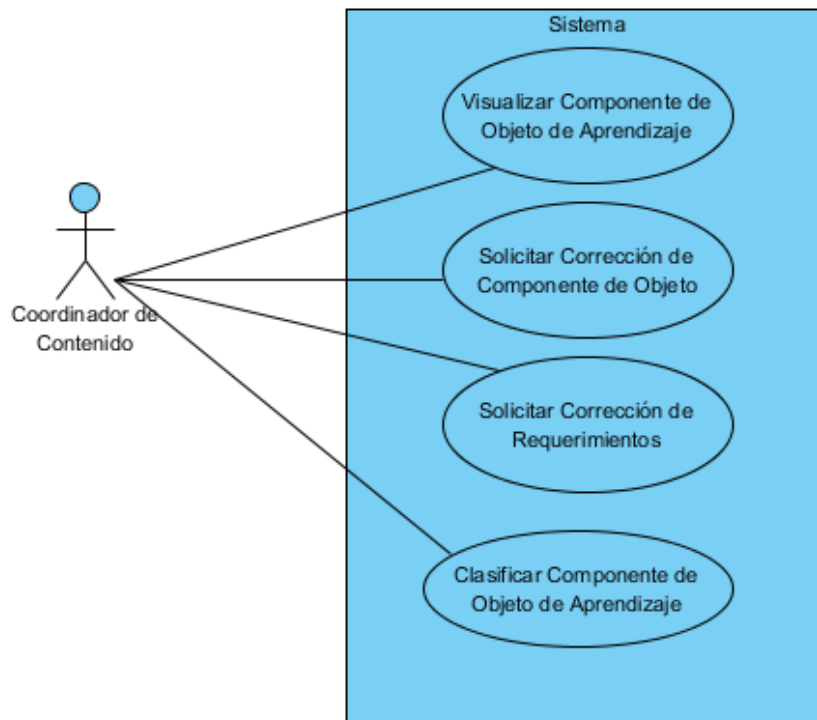 Sistema
Visualizar Componente de
Objeto de Aprendizaje
Solicitar Corrección de
Componente de Objeto
Coordinador de
Contenido
Solicitar Corrección de
Requerimientos
Clasificar Componente de
Objeto de Aprendizaje